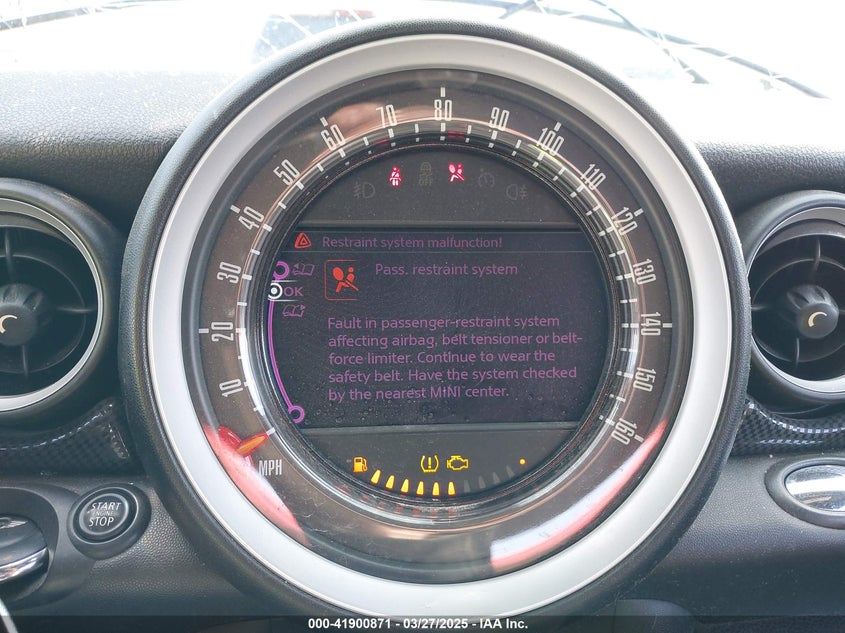 10
20
30
40
50
60
70
80
100
110
120
130
140
150
160
MPH
OFF
Restraint system malfunction!
Pass. restraint system
OK
Fault in passenger-restraint system
affecting airbag, belt tensioner or belt-
force limiter. Continue to wear the
safety belt. Have the system checked
by the nearest MINI center.
START
ENGINE
STOP
000-41900871 / 03/27/2025 - IAA Inc.